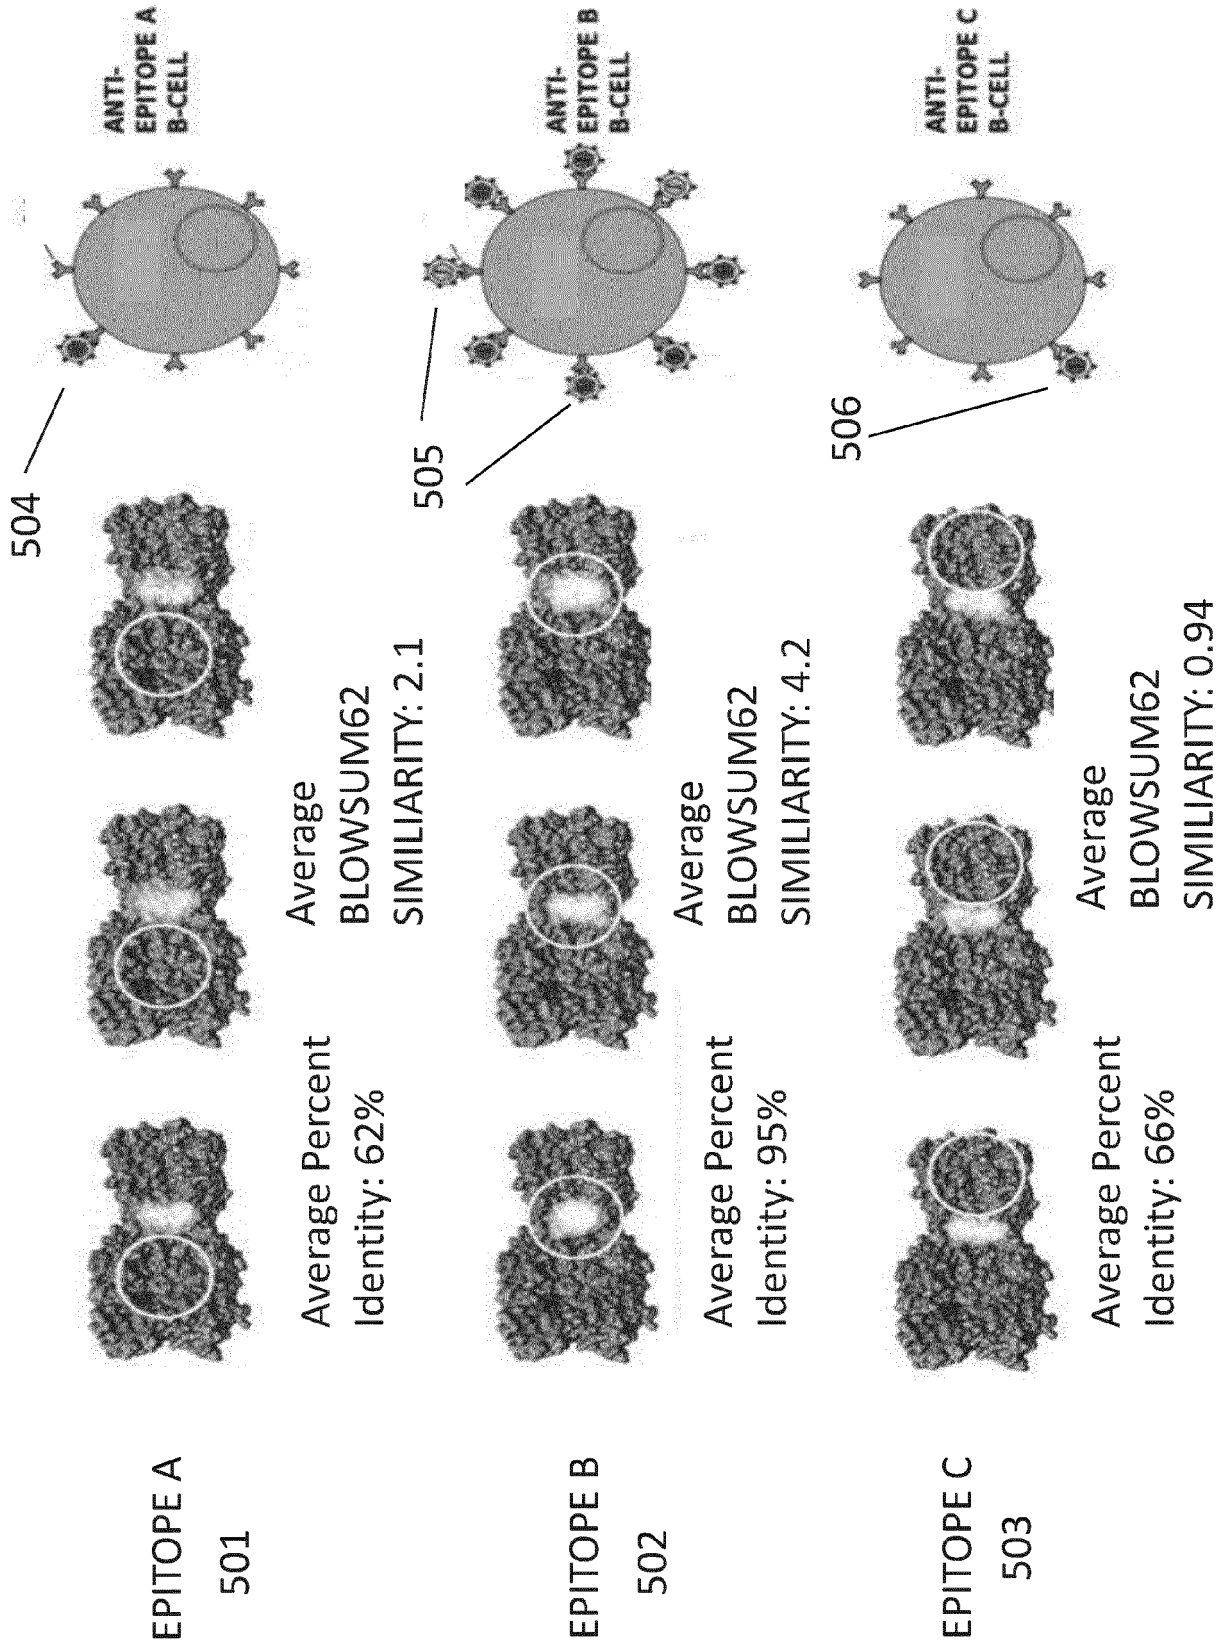 EPITOPE A
501
Average Percent
Identity: 62%
Average
BLOWSUM62
SIMILIARITY: 2.1
504
ANTI-
EPITOPE A
B-CELL
EPITOPE B
502
Average Percent
Identity: 95%
Average
BLOWSUM62
SIMILIARITY: 4.2
505
ANTI-
EPITOPE B
B-CELL
EPITOPE C
503
Average Percent
Identity: 66%
Average
BLOWSUM62
SIMILIARITY: 0.94
506
ANTI-
EPITOPE C
B-CELL